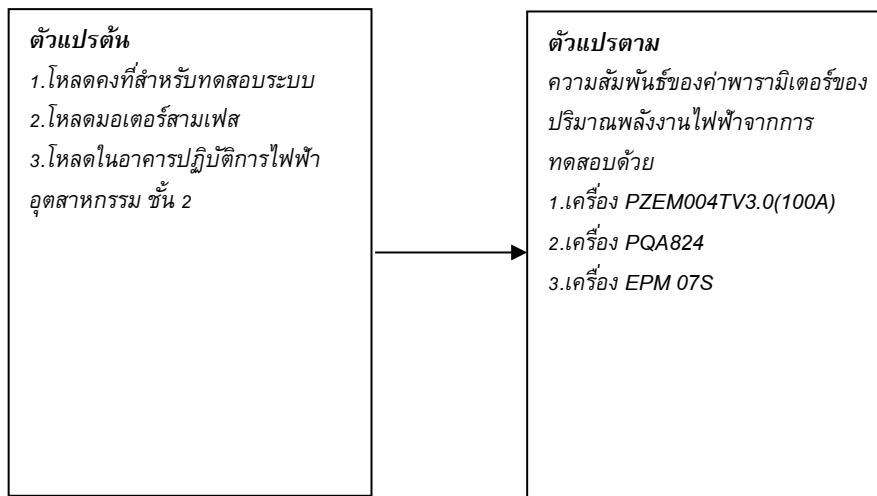 ตัวแปรต้น
1.โหลดคงที่สำหรับทดสอบระบบ
2.โหลดมอเตอร์สามเฟส
3.โหลดในอาคารปฏิบัติการไฟฟ้า
อุตสาหกรรม ชั้น 2
ตัวแปรตาม
ความสัมพันธ์ของค่าพารามิเตอร์ของ
ปริมาณพลังงานไฟฟ้าจากการ
ทดสอบด้วย
1.เครื่อง PZEM004TV3.0(100A)
2.เครื่อง PQA824
3.เครื่อง EPM 07S